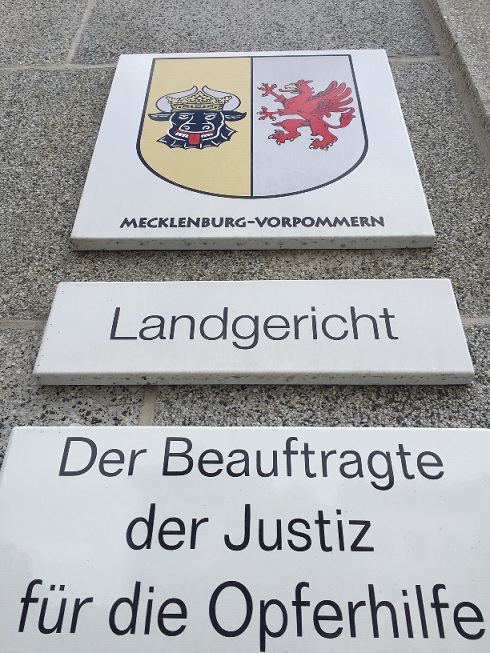 MECKLENBURG-VORPOMMERN
Landgericht
Der Beauftragte
der Justiz
für die Opferhilfe